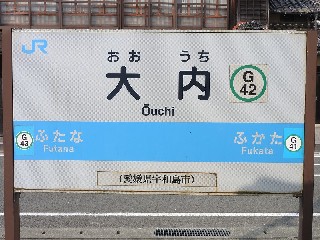 JR
おお うち
大 内
G
42
Ōuchi
G
43
ふたな
Futana
ふかた
Fukata
G
41
(愛媛県宇和島市)